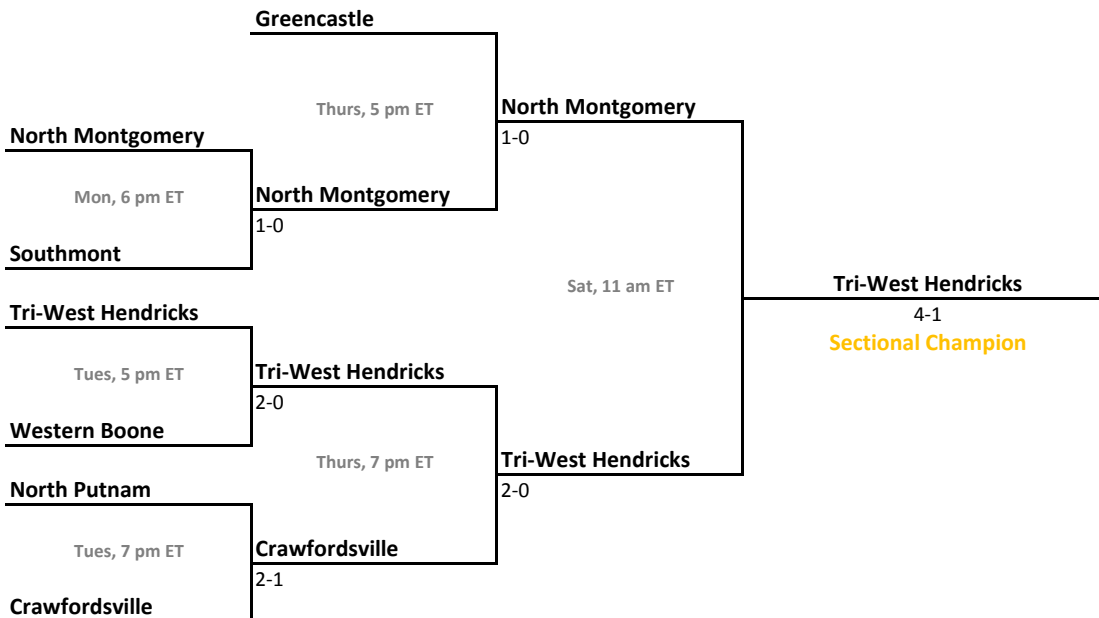 Greencastle
Thurs, 5 pm ET
North Montgomery
1-0
North Montgomery
Mon, 6 pm ET
North Montgomery
1-0
Southmont
Sat, 11 am ET
Tri-West Hendricks
4-1
Sectional Champion
Tri-West Hendricks
Tues, 5 pm ET
Tri-West Hendricks
2-0
Western Boone
Thurs, 7 pm ET
Tri-West Hendricks
2-0
North Putnam
Tues, 7 pm ET
Crawfordsville
2-1
Crawfordsville